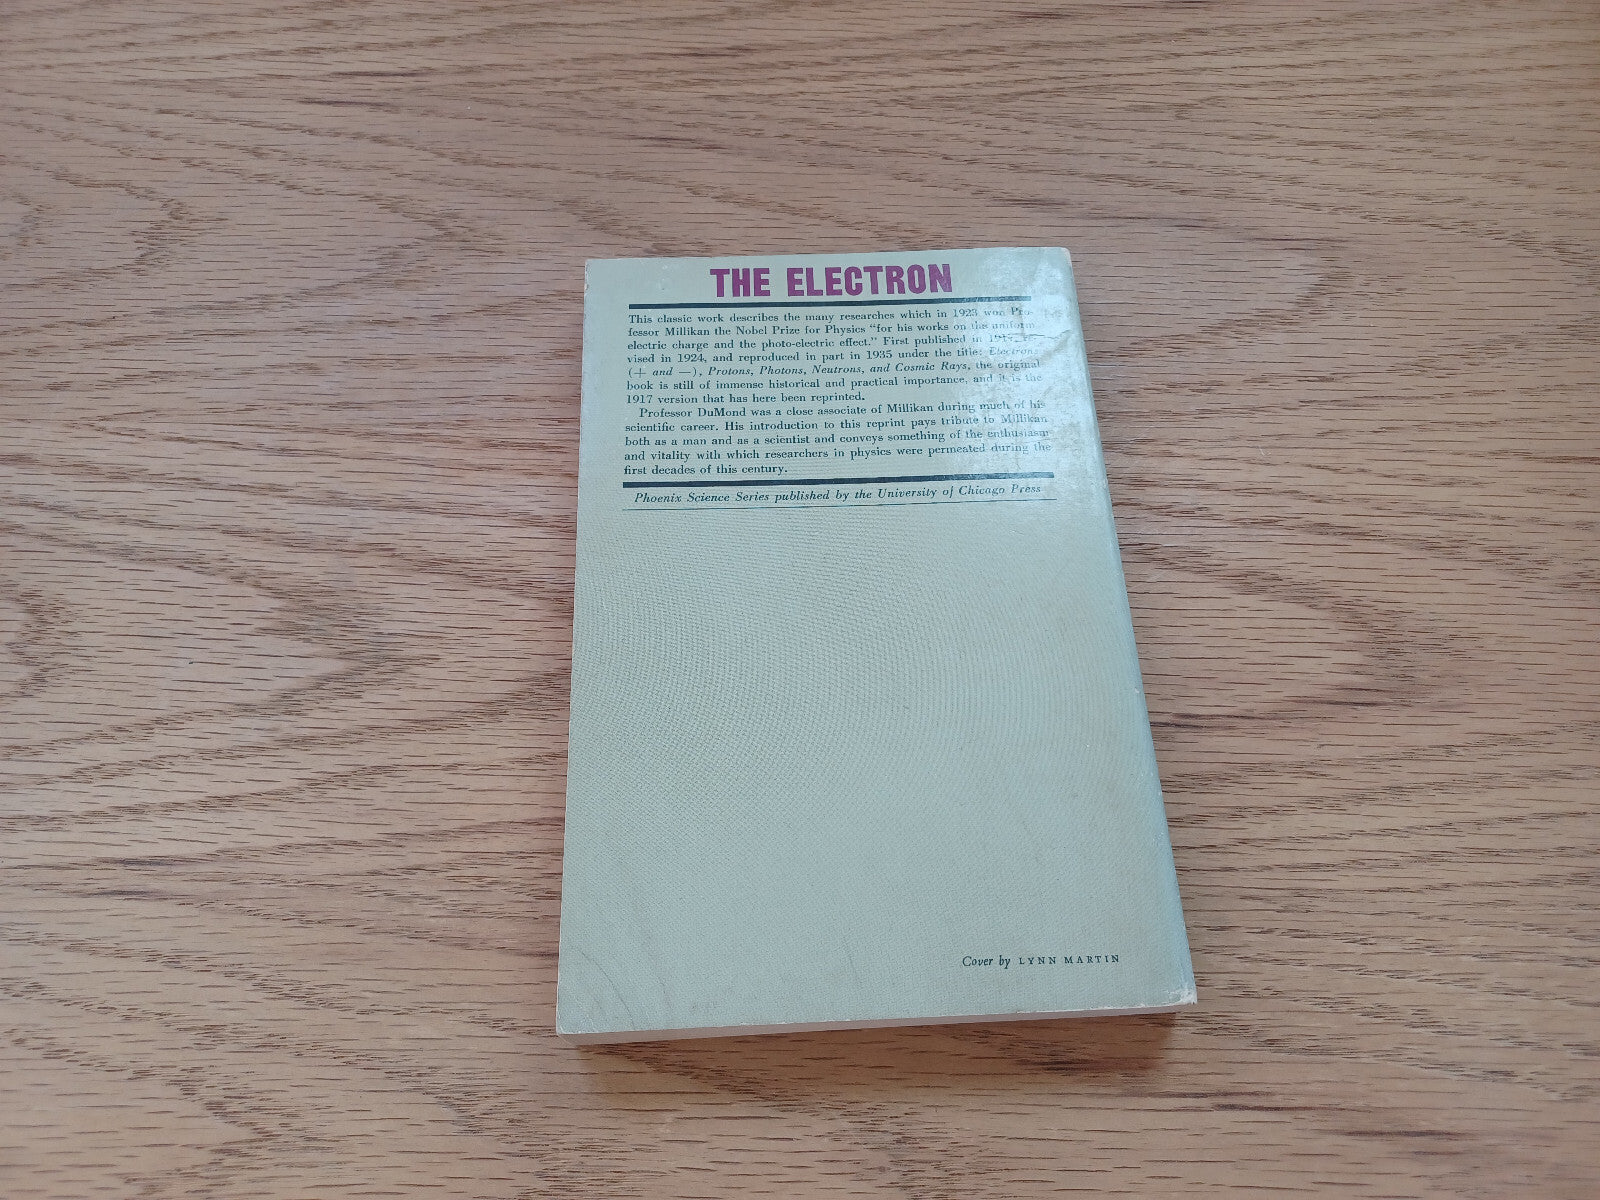 THE ELECTRON
This classic work describes the many researches which in 1923 won Pro-
fessor Millikan the Nobel Prize for Physics "for his works on the uniform
electric charge and the photo-electric effect." First published in 1917, re-
vised in 1924, and reproduced in part in 1935 under the title: Electrons
(+ and —), Protons, Photons, Neutrons, and Cosmic Rays, the original
book is still of immense historical and practical importance, and it is the
1917 version that has here been reprinted.
Professor DuMond was a close associate of Millikan during much of his
scientific career. His introduction to this reprint pays tribute to Millikan
both as a man and as a scientist and conveys something of the enthusiasm
and vitality with which researchers in physics were permeated during the
first decades of this century.
Phoenix Science Series published by the University of Chicago Press
Cover by LYNN MARTIN